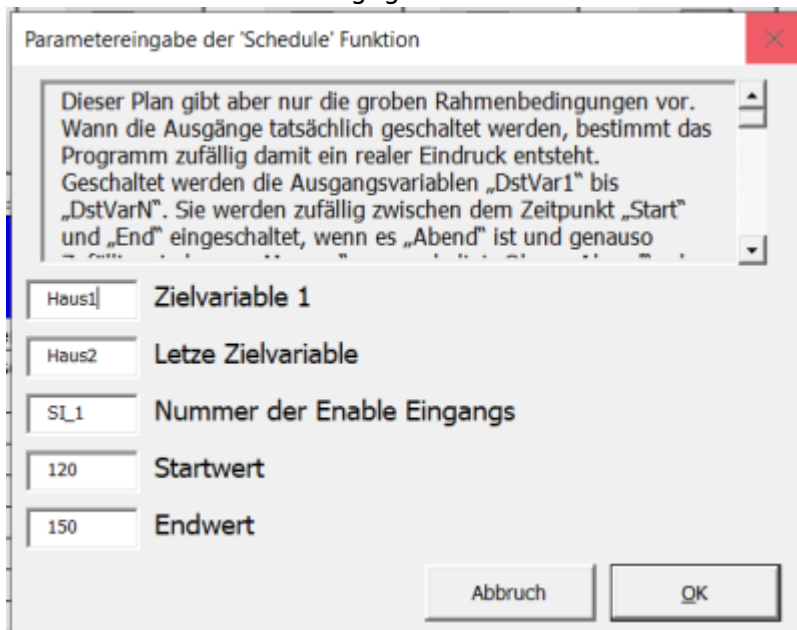 Parametereingabe der 'Schedule' Funktion
Dieser Plan gibt aber nur die groben Rahmenbedingungen vor.
Wann die Ausgänge tatsächlich geschaltet werden, bestimmt das
Programm zufällig damit ein realer Eindruck entsteht.
Geschaltet werden die Ausgangsvariablen „DstVar1" bis
„DstVarN". Sie werden zufällig zwischen dem Zeitpunkt „Start"
und „End" eingeschaltet, wenn es „Abend" ist und genauso
Haus1 Zielvariable 1
Haus2 Letze Zielvariable
SI_1 Nummer der Enable Eingangs
120 Startwert
150 Endwert
Abbruch OK